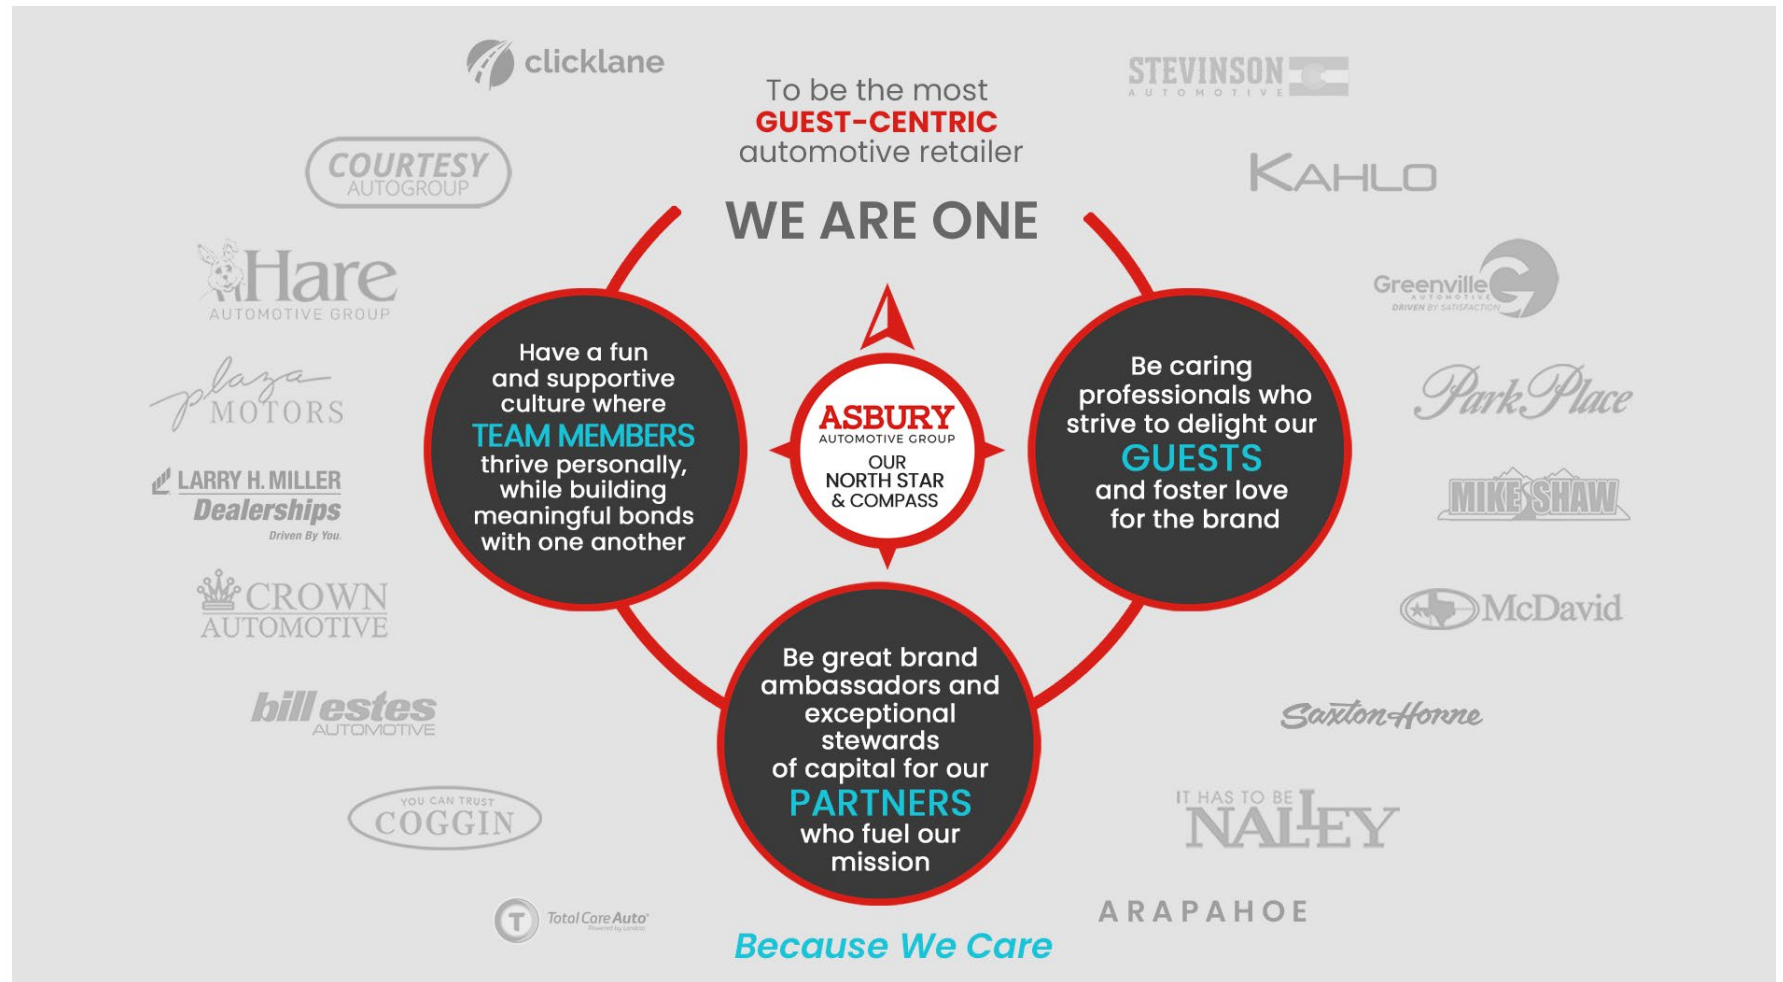 clicklane
COURTESY
AUTOGROUP
Hare
AUTOMOTIVE GROUP
plaza
MOTORS
LARRY H. MILLER
Dealerships
Driven By You.
CROWN
AUTOMOTIVE
bill estes
AUTOMOTIVE
YOU CAN TRUST
COGGIN
Total Care Auto
Powered by Landcar
To be the most
GUEST-CENTRIC
automotive retailer
WE ARE ONE
Have a fun
and supportive
culture where
TEAM MEMBERS
thrive personally,
while building
meaningful bonds
with one another
ASBURY
AUTOMOTIVE GROUP
OUR
NORTH STAR
& COMPASS
Be caring
professionals who
strive to delight our
GUESTS
and foster love
for the brand
Be great brand
ambassadors and
exceptional
stewards
of capital for our
PARTNERS
who fuel our
mission
Because We Care
STEVINSON
AUTOMOTIVE
KAHLO
Greenville
AUTOMOTIVE
DRIVEN BY SATISFACTION
Park Place
MIKE SHAW
McDavid
Saxton Horne
IT HAS TO BE
NALLEY
ARAPAHOE